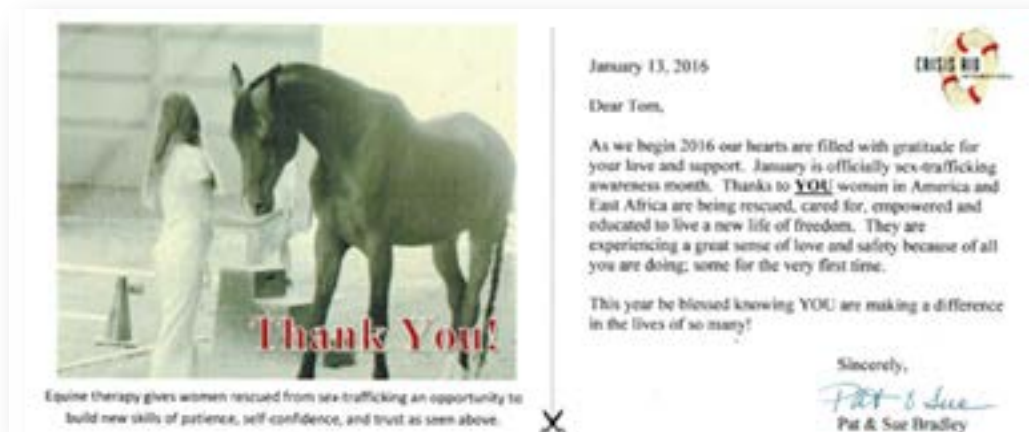 Thank You!
Equine therapy gives women rescued from sex-trafficking an opportunity to
build new skills of patience, self-confidence, and trust as seen above.
CRISIS AID
January 13, 2016
Dear Tom,
As we begin 2016 our hearts are filled with gratitude for
your love and support. January is officially sex-trafficking
awareness month. Thanks to YOU women in America and
East Africa are being rescued, cared for, empowered and
educated to live a new life of freedom. They are
experiencing a great sense of love and safety because of all
you are doing; some for the very first time.
This year be blessed knowing YOU are making a difference
in the lives of so many!
Sincerely,
Pat & Sue
Pat & Sue Bradley